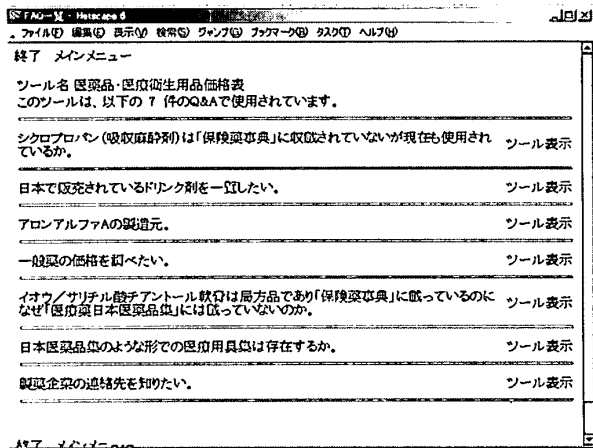 FAQ一覧 - Netscape 6
ファイル(F) 編集(E) 表示(V) 検索(S) ジャンプ(G) ブックマーク(B) タスク(T) ヘルプ(H)
終了 メインメニュー
ツール名 医薬品・医療衛生用品価格表
このツールは、以下の 7 件のQ&Aで使用されています。
シクロプロパン(吸収麻酔剤)は「保険薬事典」に収載されていないが現在も使用され ツール表示
ているか。
日本で販売されているドリンク剤を一覧したい。 ツール表示
アロンアルファAの製造元。 ツール表示
一般薬の価格を調べたい。 ツール表示
イオウ/サリチル酸チアントール軟膏は局方品であり「保険薬事典」に載っているのに ツール表示
なぜ「医療薬日本医薬品集」には載っていないのか。
日本医薬品集のような形での医療用具集は存在するか。 ツール表示
製薬企業の連絡先を知りたい。 ツール表示
終了 メインメニュー